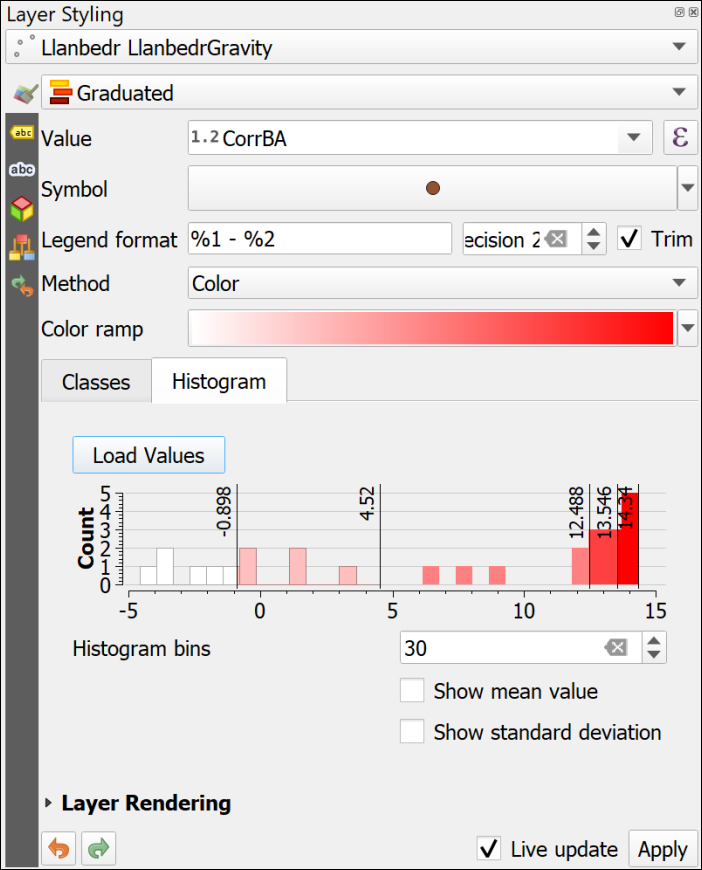 Layer Styling
Llanbedr LlanbedrGravity
Graduated
abc
Value 1.2 CorrBA ε
abc
Symbol
Legend format %1 - %2 ecision 2 Trim
Method Color
Color ramp
Classes Histogram
Load Values
Count
5
4
3
2
1
0
-0.898
4.52
12.488
13.546
14.34
-5 0 5 10 15
Histogram bins 30
Show mean value
Show standard deviation
Layer Rendering
Live update Apply